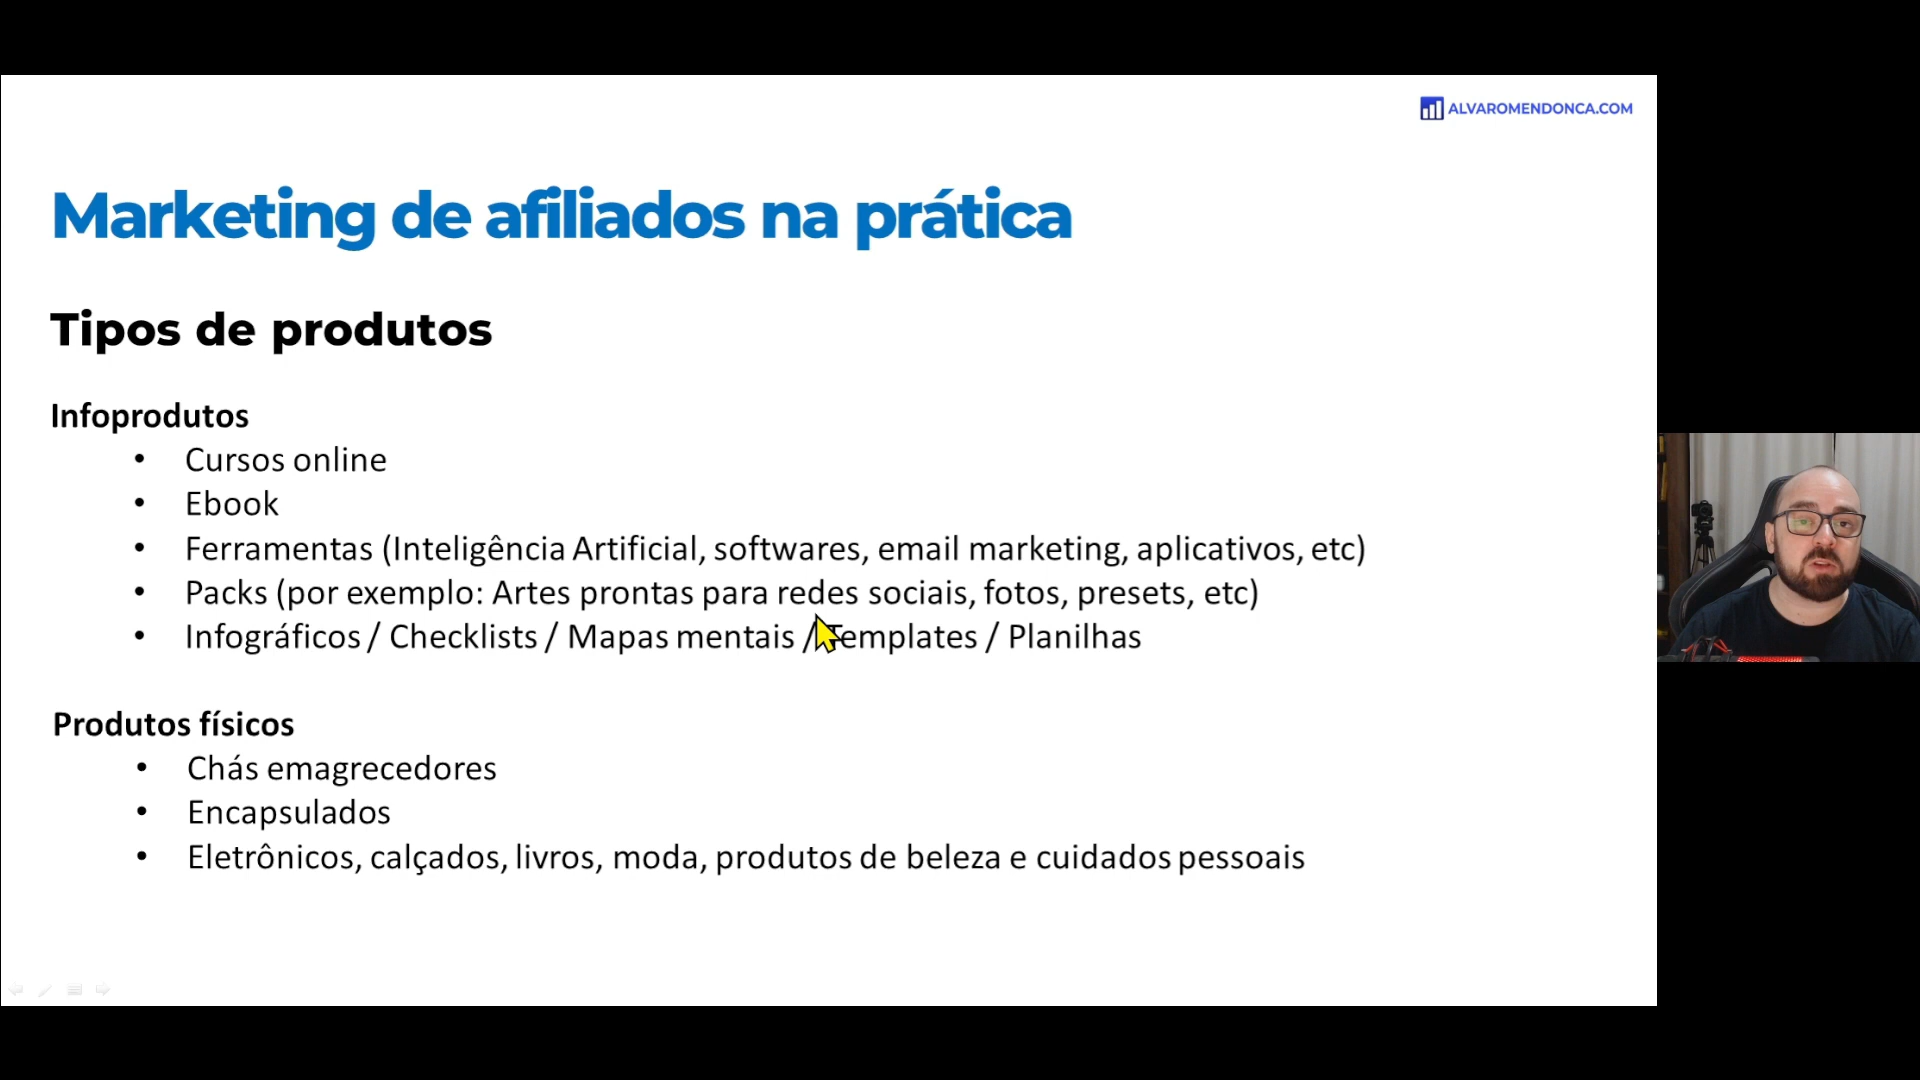 ALVAROMENDONCA.COM
Marketing de afiliados na prática
Tipos de produtos
Infoprodutos
• Cursos online
• Ebook
• Ferramentas (Inteligência Artificial, softwares, email marketing, aplicativos, etc)
• Packs (por exemplo: Artes prontas para redes sociais, fotos, presets, etc)
• Infográficos / Checklists / Mapas mentais / Templates / Planilhas
Produtos físicos
• Chás emagrecedores
• Encapsulados
• Eletrônicos, calçados, livros, moda, produtos de beleza e cuidados pessoais